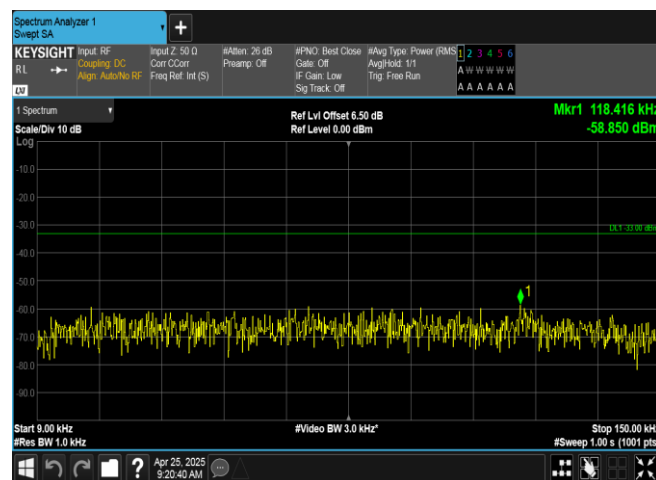 Spectrum Analyzer 1
Swept SA
+
KEYSIGHT
RL
LXI
Input: RF
Coupling: DC
Align: Auto/No RF
Input Z: 50 Ω
Corr CCorr
Freq Ref: Int (S)
#Atten: 26 dB
Preamp: Off
#PNO: Best Close
Gate: Off
IF Gain: Low
Sig Track: Off
#Avg Type: Power (RMS
Avg|Hold: 1/1
Trig: Free Run
1 2 3 4 5 6
A W W W W W
A A A A A A
1 Spectrum
Scale/Div 10 dB
Ref Lvl Offset 6.50 dB
Ref Level 0.00 dBm
Mkr1 118.416 kHz
-58.850 dBm
Log
-10.0
-20.0
-30.0
DL1 -33.00 dBm
-40.0
-50.0
1
-60.0
-70.0
-80.0
-90.0
Start 9.00 kHz
#Res BW 1.0 kHz
#Video BW 3.0 kHz*
Stop 150.00 kHz
#Sweep 1.00 s (1001 pts
?
Apr 25, 2025
9:20:40 AM